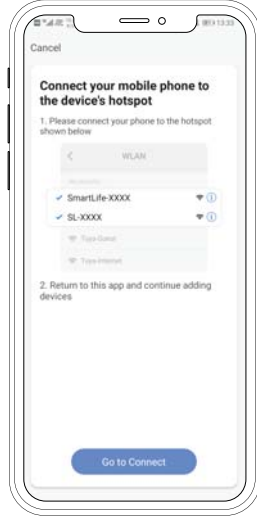 13:33
Cancel
Connect your mobile phone to
the device's hotspot
1. Please connect your phone to the hotspot
shown below
WLAN
SmartLife-XXXX
SL-XXXX
Tuya-Guest
Tuya-Internet
2. Return to this app and continue adding
devices
Go to Connect